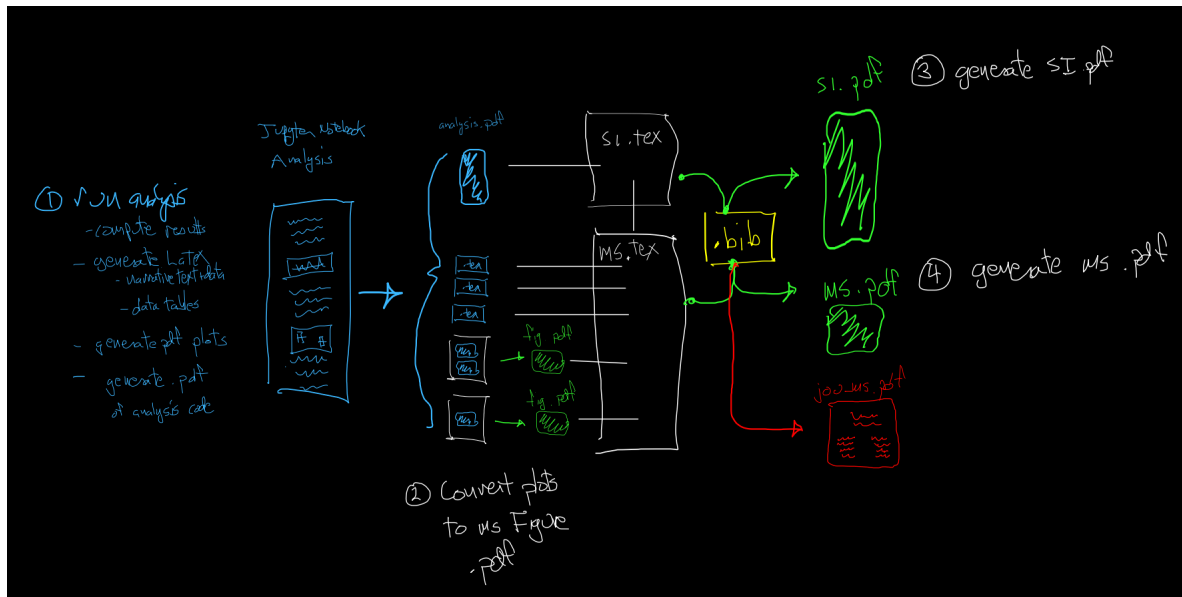 ① run analysis
- compute results
- generate LaTeX
- narrative text data
- data tables
- generate pdf plots
- generate .pdf
of analysis code
Jupyter Notebook
Analysis
analysis.pdf
.tex
.tex
.tex
fig.pdf
fig.pdf
② Convert plots
to ms Figure
.pdf
SI.tex
ms.tex
.bib
SI.pdf
③ generate SI.pdf
ms.pdf
④ generate ms.pdf